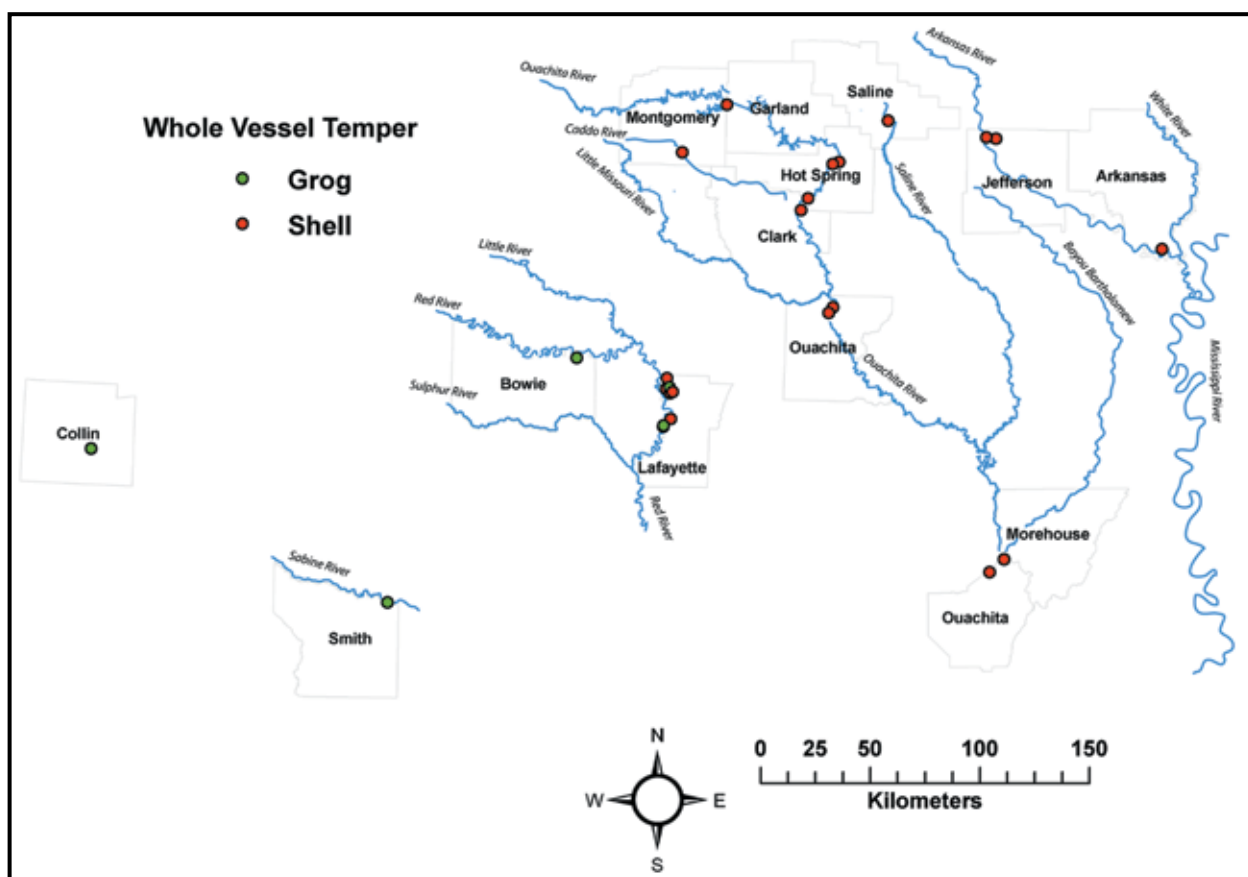 Arkansas River
Ouachita River
Saline
Garland
White River
Montgomery
Whole Vessel Temper
Caddo River
Little Missouri River
Grog
Hot Spring
Saline River
Jefferson
Arkansas
Shell
Clark
Little River
Bayou Bartholomew
Red River
Ouachita
Ouachita River
Mississippi River
Bowie
Sulphur River
Collin
Lafayette
Red River
Morehouse
Sabine River
Ouachita
Smith
N
W
E
S
0 25 50 100 150
Kilometers